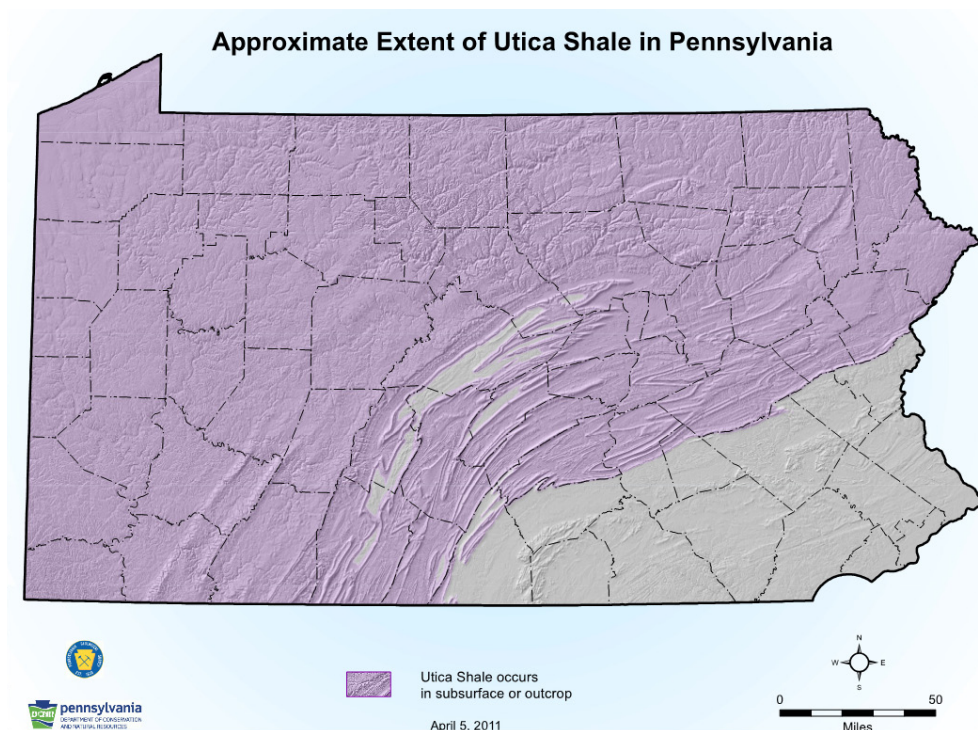 Approximate Extent of Utica Shale in Pennsylvania
N
W E
S
Utica Shale occurs
in subsurface or outcrop
0 50
Miles
pennsylvania
DCNR
DEPARTMENT OF CONSERVATION
AND NATURAL RESOURCES
April 5, 2011